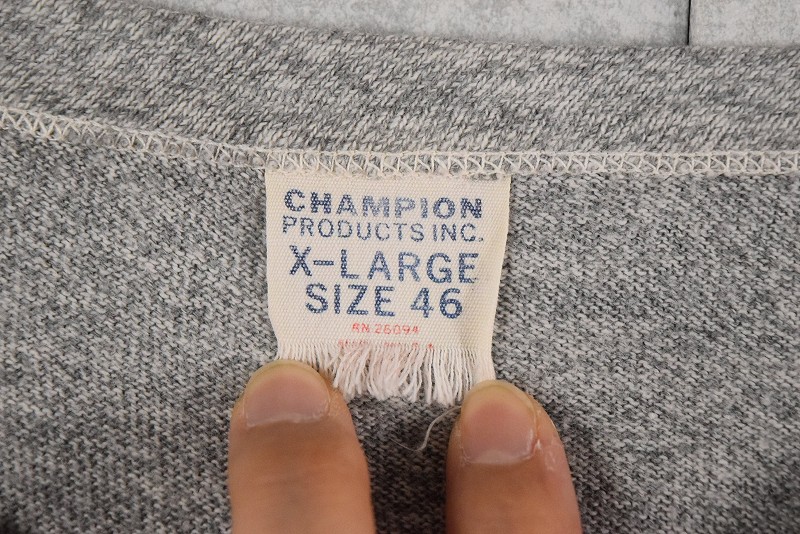 CHAMPION
PRODUCTS INC.
X-LARGE
SIZE 46
RN 26094